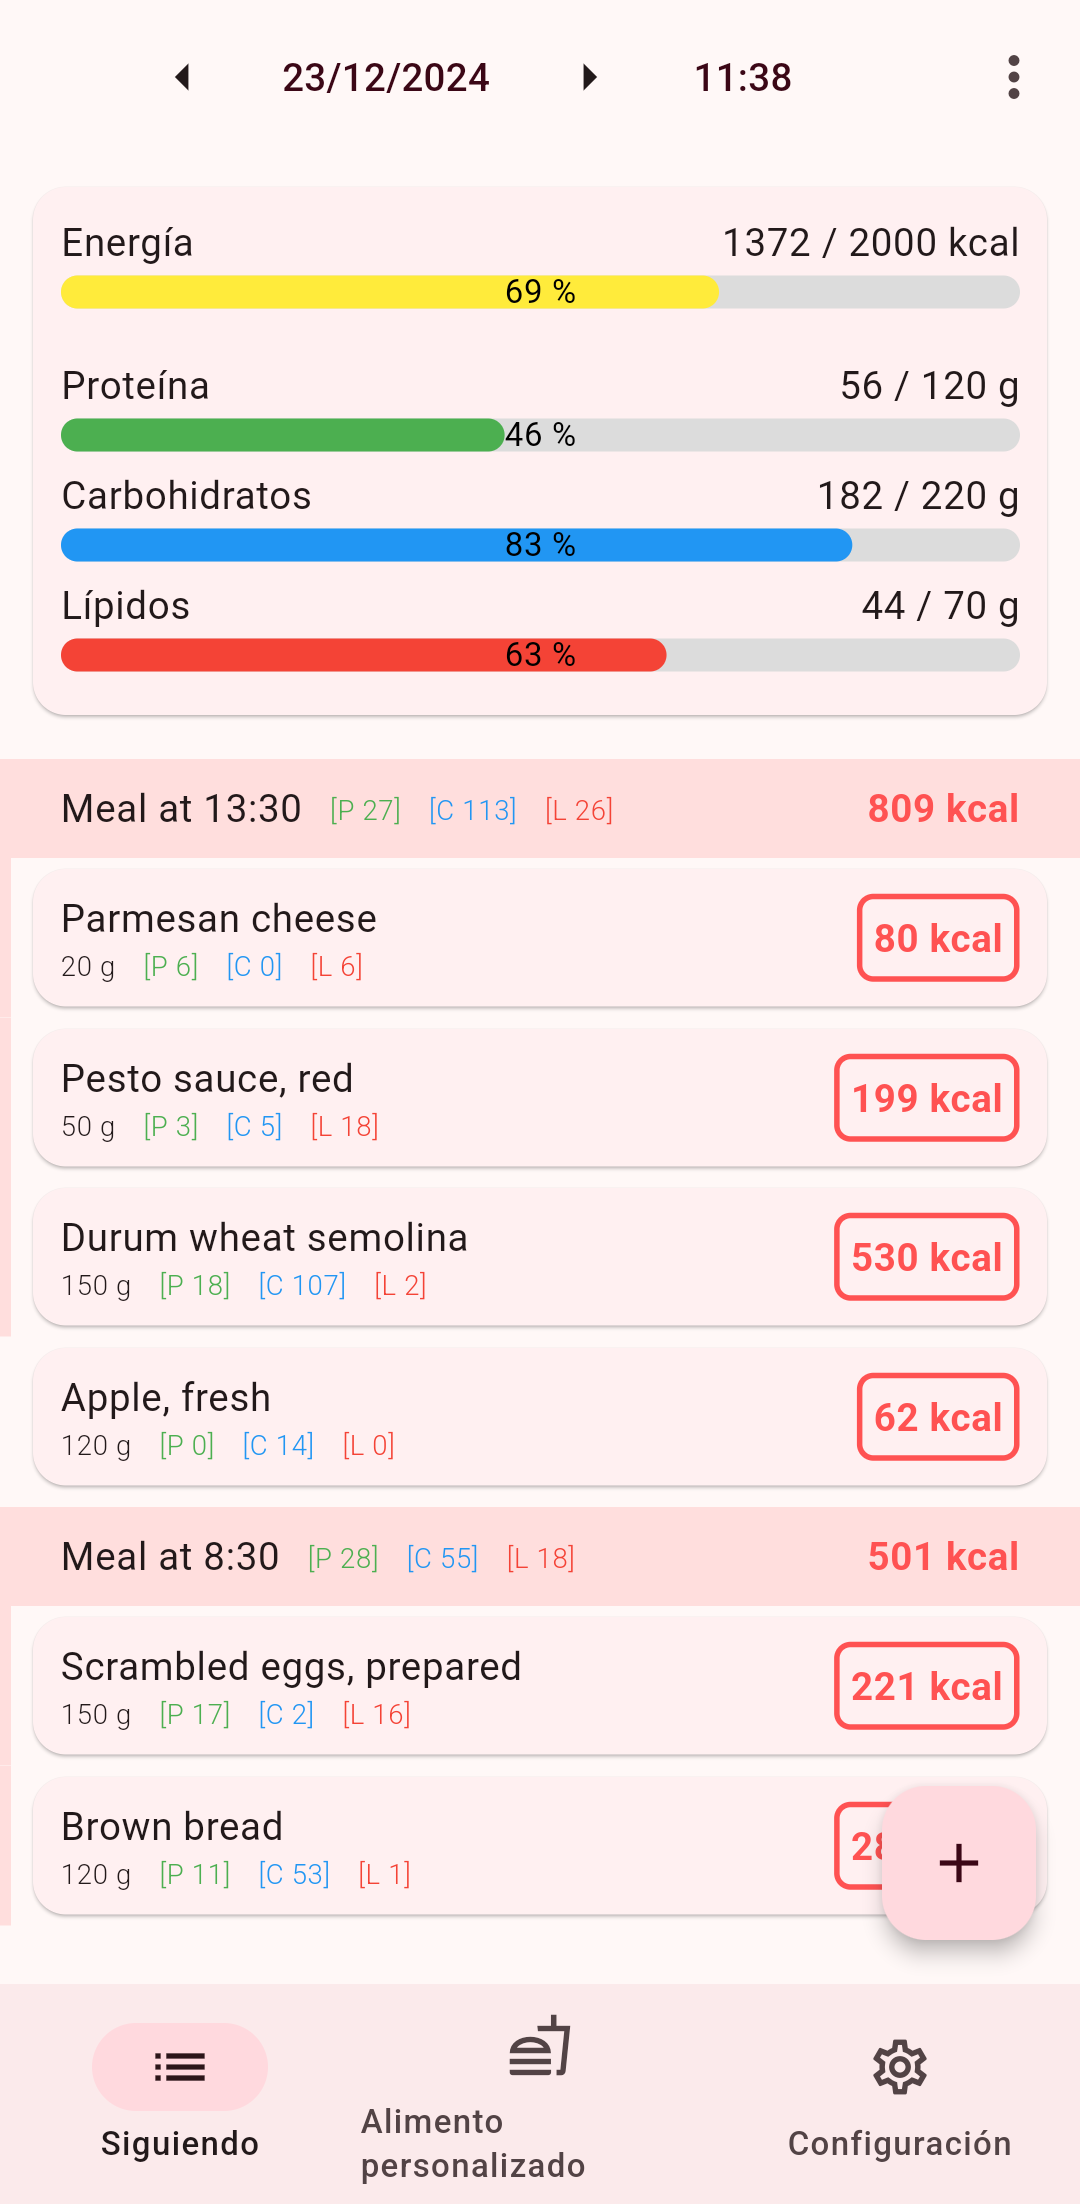 23/12/2024 11:38
Energía 1372 / 2000 kcal
69 %
Proteína 56 / 120 g
46 %
Carbohidratos 182 / 220 g
83 %
Lípidos 44 / 70 g
63 %
Meal at 13:30 [P 27] [C 113] [L 26] 809 kcal
Parmesan cheese
20 g [P 6] [C 0] [L 6]
80 kcal
Pesto sauce, red
50 g [P 3] [C 5] [L 18]
199 kcal
Durum wheat semolina
150 g [P 18] [C 107] [L 2]
530 kcal
Apple, fresh
120 g [P 0] [C 14] [L 0]
62 kcal
Meal at 8:30 [P 28] [C 55] [L 18] 501 kcal
Scrambled eggs, prepared
150 g [P 17] [C 2] [L 16]
221 kcal
Brown bread
120 g [P 11] [C 53] [L 1]
Siguiendo
Alimento
personalizado
Configuración